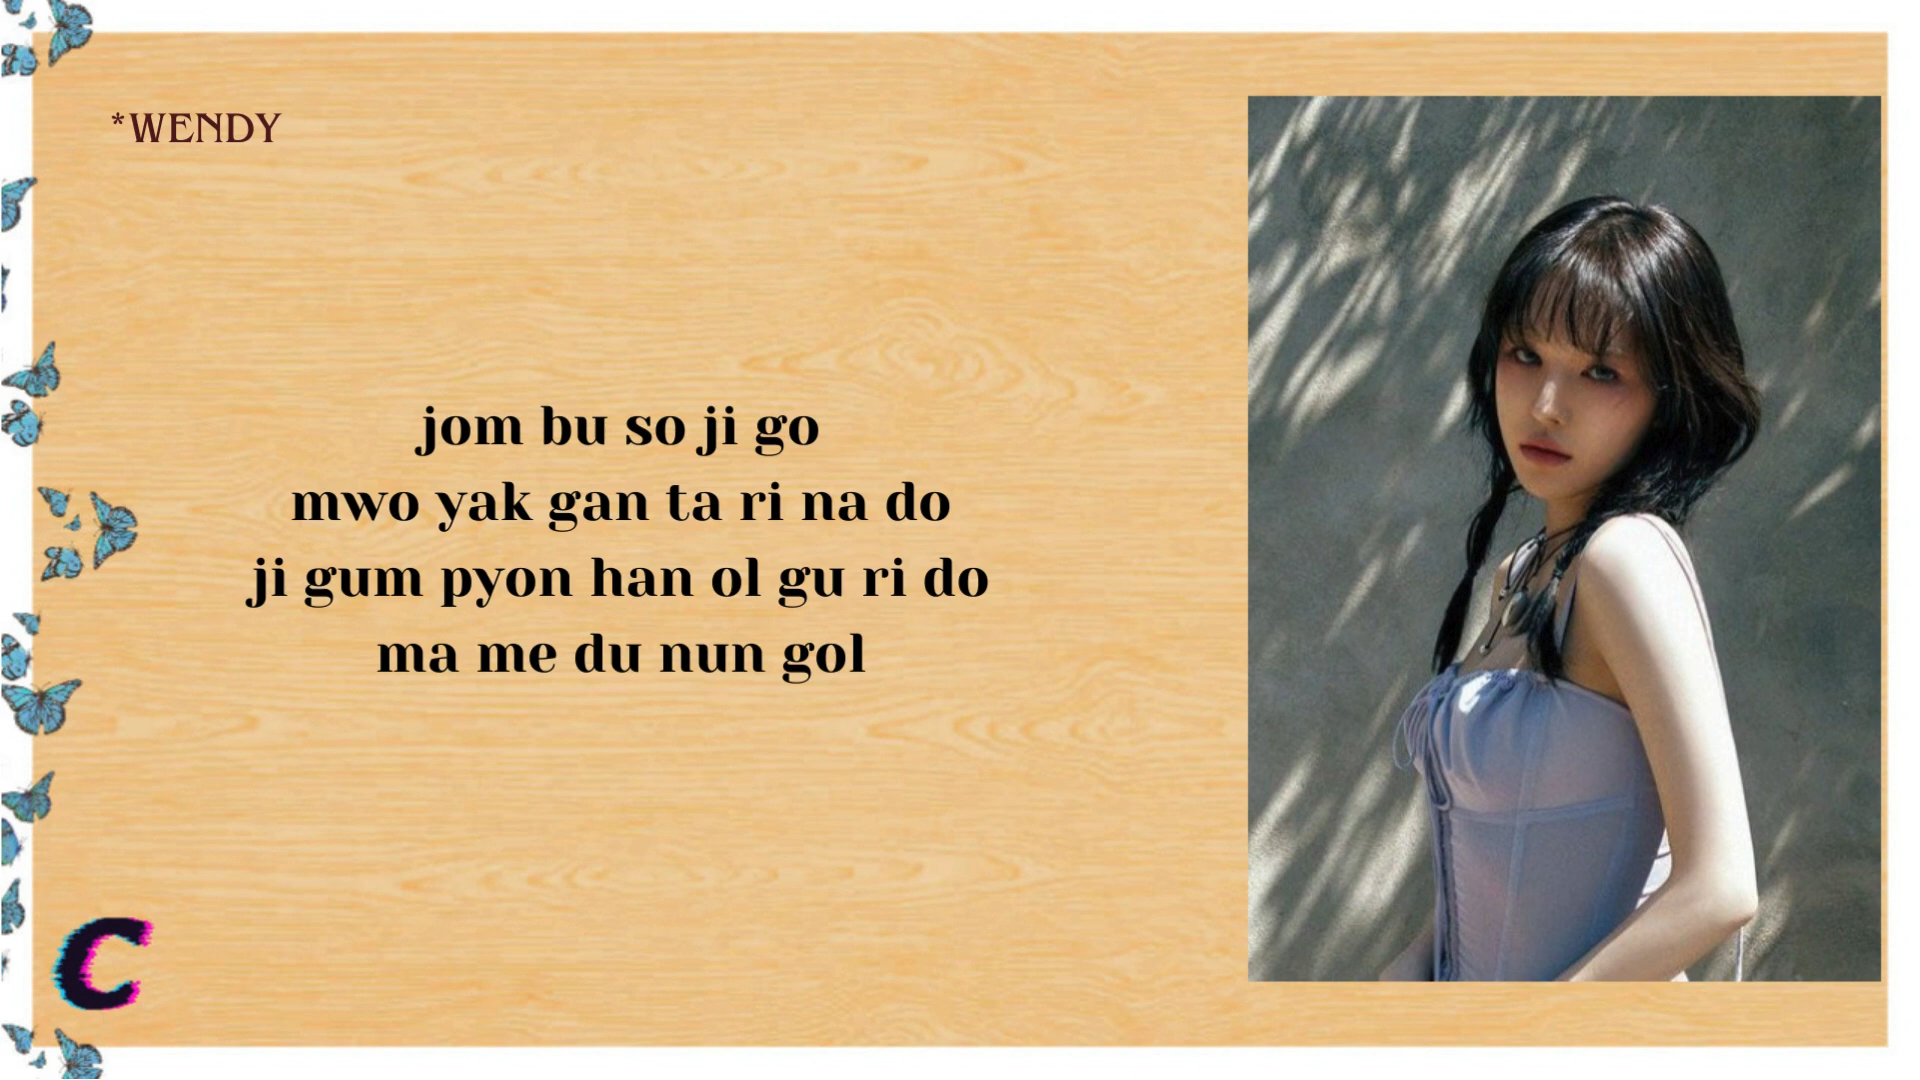 *WENDY
jom bu so ji go
mwo yak gan ta ri na do
ji gum pyon han ol gu ri do
ma me du nun gol
C